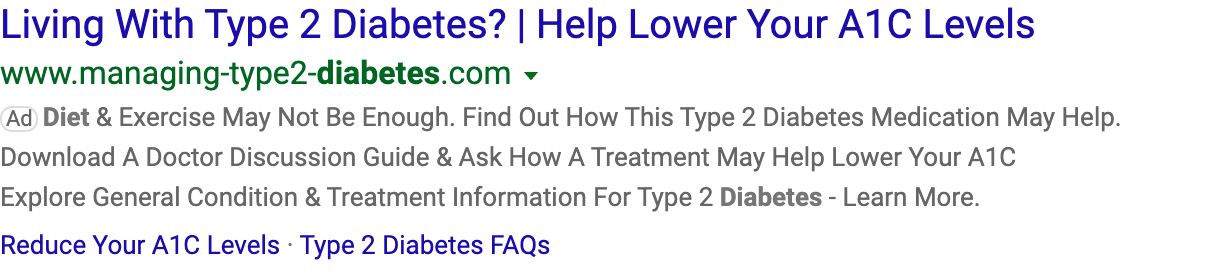 Living With Type 2 Diabetes? | Help Lower Your A1C Levels
www.managing-type2-diabetes.com
Ad Diet & Exercise May Not Be Enough. Find Out How This Type 2 Diabetes Medication May Help.
Download A Doctor Discussion Guide & Ask How A Treatment May Help Lower Your A1C
Explore General Condition & Treatment Information For Type 2 Diabetes - Learn More.
Reduce Your A1C Levels · Type 2 Diabetes FAQs